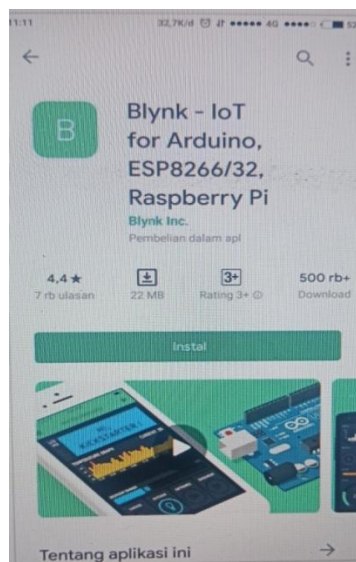 11:11 32,7K/d 4G 52
B
Blynk - IoT
for Arduino,
ESP8266/32,
Raspberry Pi
Blynk Inc.
Pembelian dalam apl
4,4★ 3+ 500 rb+
7 rb ulasan 22 MB Rating 3+ Download
Instal
KICKSTARTER!
Tentang aplikasi ini